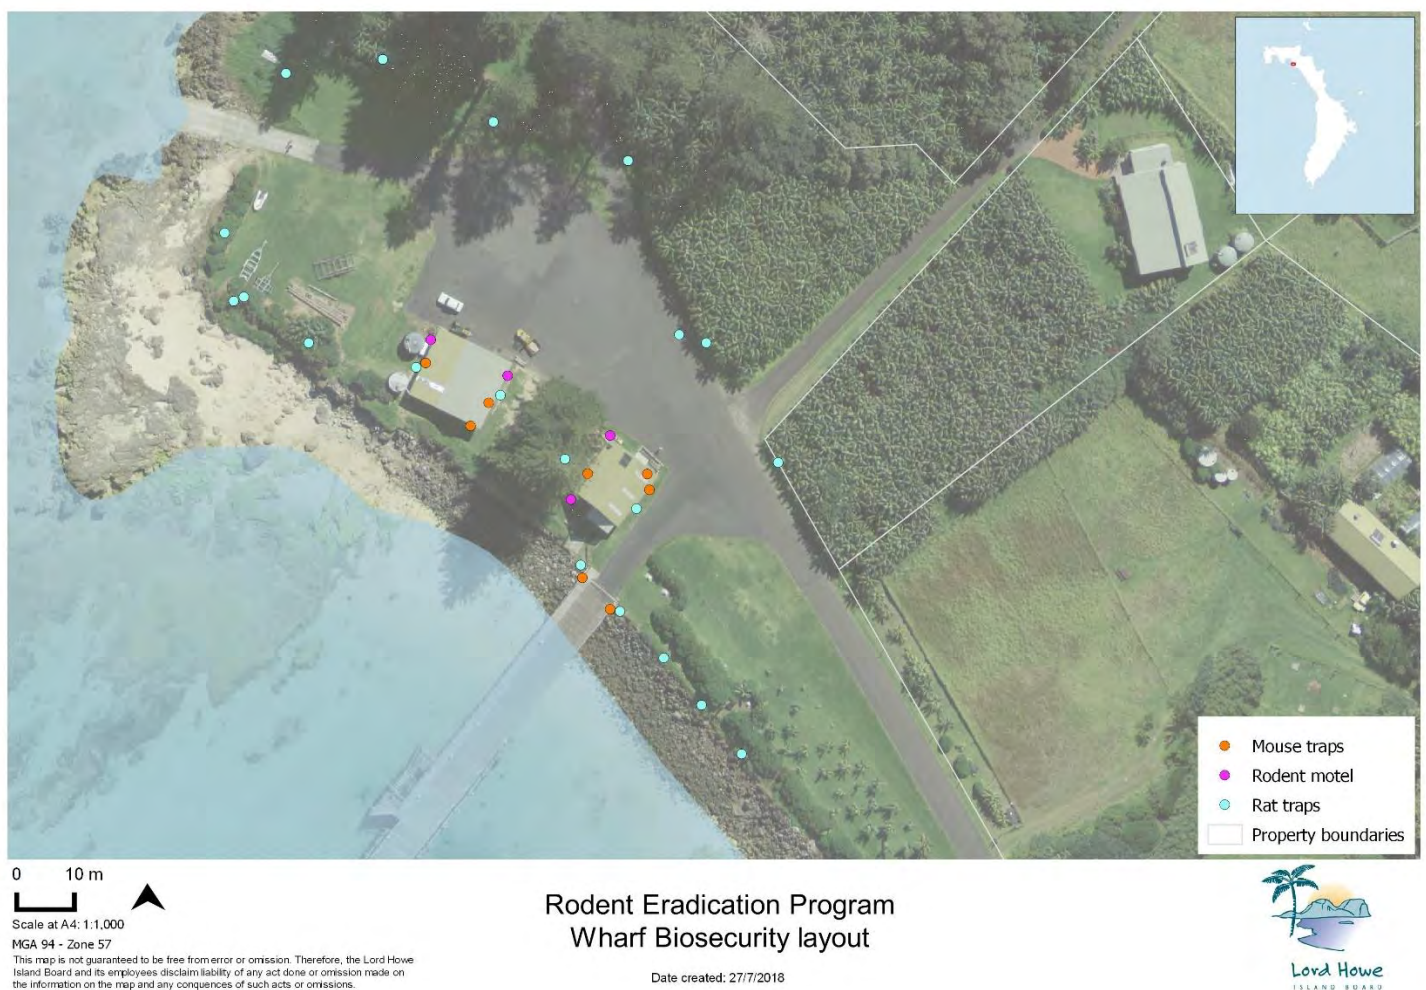 Mouse traps
Rodent motel
Rat traps
Property boundaries
0 10 m
Scale at A4: 1:1,000
MGA 94 - Zone 57
This map is not guaranteed to be free from error or omission. Therefore, the Lord Howe
Island Board and its employees disclaim liability of any act done or omission made on
the information on the map and any conquences of such acts or omissions.
Rodent Eradication Program
Wharf Biosecurity layout
Date created: 27/7/2018
Lord Howe
ISLAND BOARD